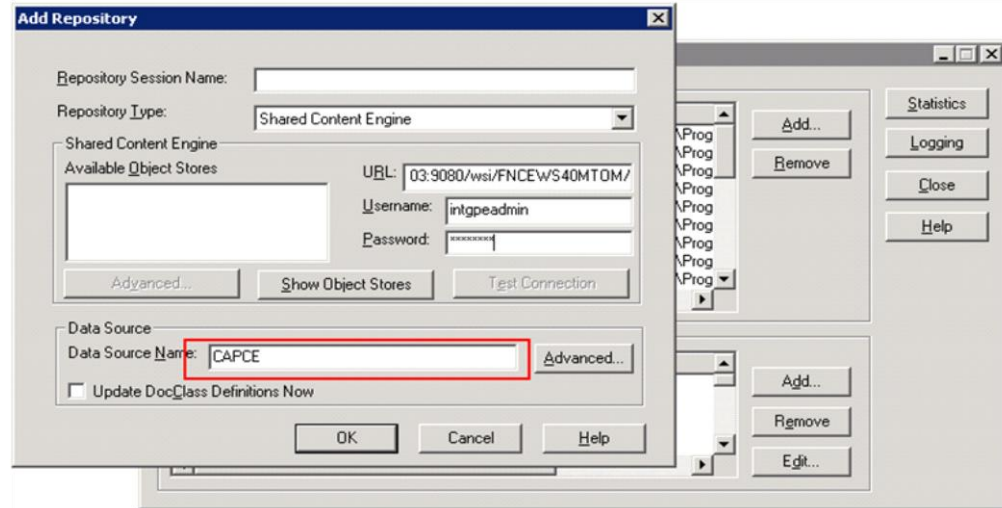 Add Repository
Repository Session Name:
Repository Type: Shared Content Engine
Shared Content Engine
Available Object Stores
URL: 03:9080/wsi/FNCEWS40MTOM/
Username: intgpeadmin
Password: ********
Advanced...
Show Object Stores
Test Connection
Data Source
Data Source Name: CAPCE
Advanced...
Update DocClass Definitions Now
OK
Cancel
Help
\Prog
\Prog
\Prog
\Prog
\Prog
\Prog
\Prog
\Prog
Add...
Remove
Statistics
Logging
Close
Help
Add...
Remove
Edit...